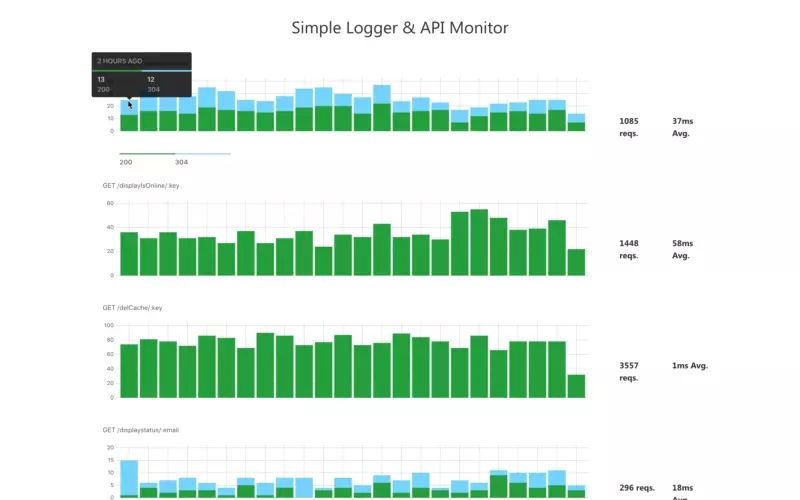 Simple Logger & API Monitor
2 HOURS AGO
13 12
200 304
20
10
0
1085 reqs.
37ms Avg.
200 304
GET /displayIsOnline/:key
60
40
20
0
1448 reqs.
58ms Avg.
GET /delCache/:key
100
80
60
40
20
0
3557 reqs.
1ms Avg.
GET /displaystatus/:email
20
15
10
5
0
296 reqs.
18ms